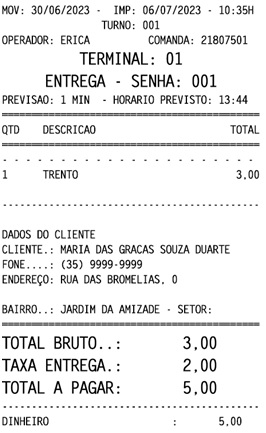 MOV: 30/06/2023 - IMP: 06/07/2023 - 10:35H
TURNO: 001
OPERADOR: ERICA COMANDA: 21807501
TERMINAL: 01
ENTREGA - SENHA: 001
PREVISAO: 1 MIN - HORARIO PREVISTO: 13:44
QTD DESCRICAO TOTAL
1 TRENTO 3,00
DADOS DO CLIENTE
CLIENTE.: MARIA DAS GRACAS SOUZA DUARTE
FONE....: (35) 9999-9999
ENDEREÇO: RUA DAS BROMELIAS, 0
BAIRRO..: JARDIM DA AMIZADE - SETOR:
TOTAL BRUTO..: 3,00
TAXA ENTREGA.: 2,00
TOTAL A PAGAR: 5,00
DINHEIRO : 5,00